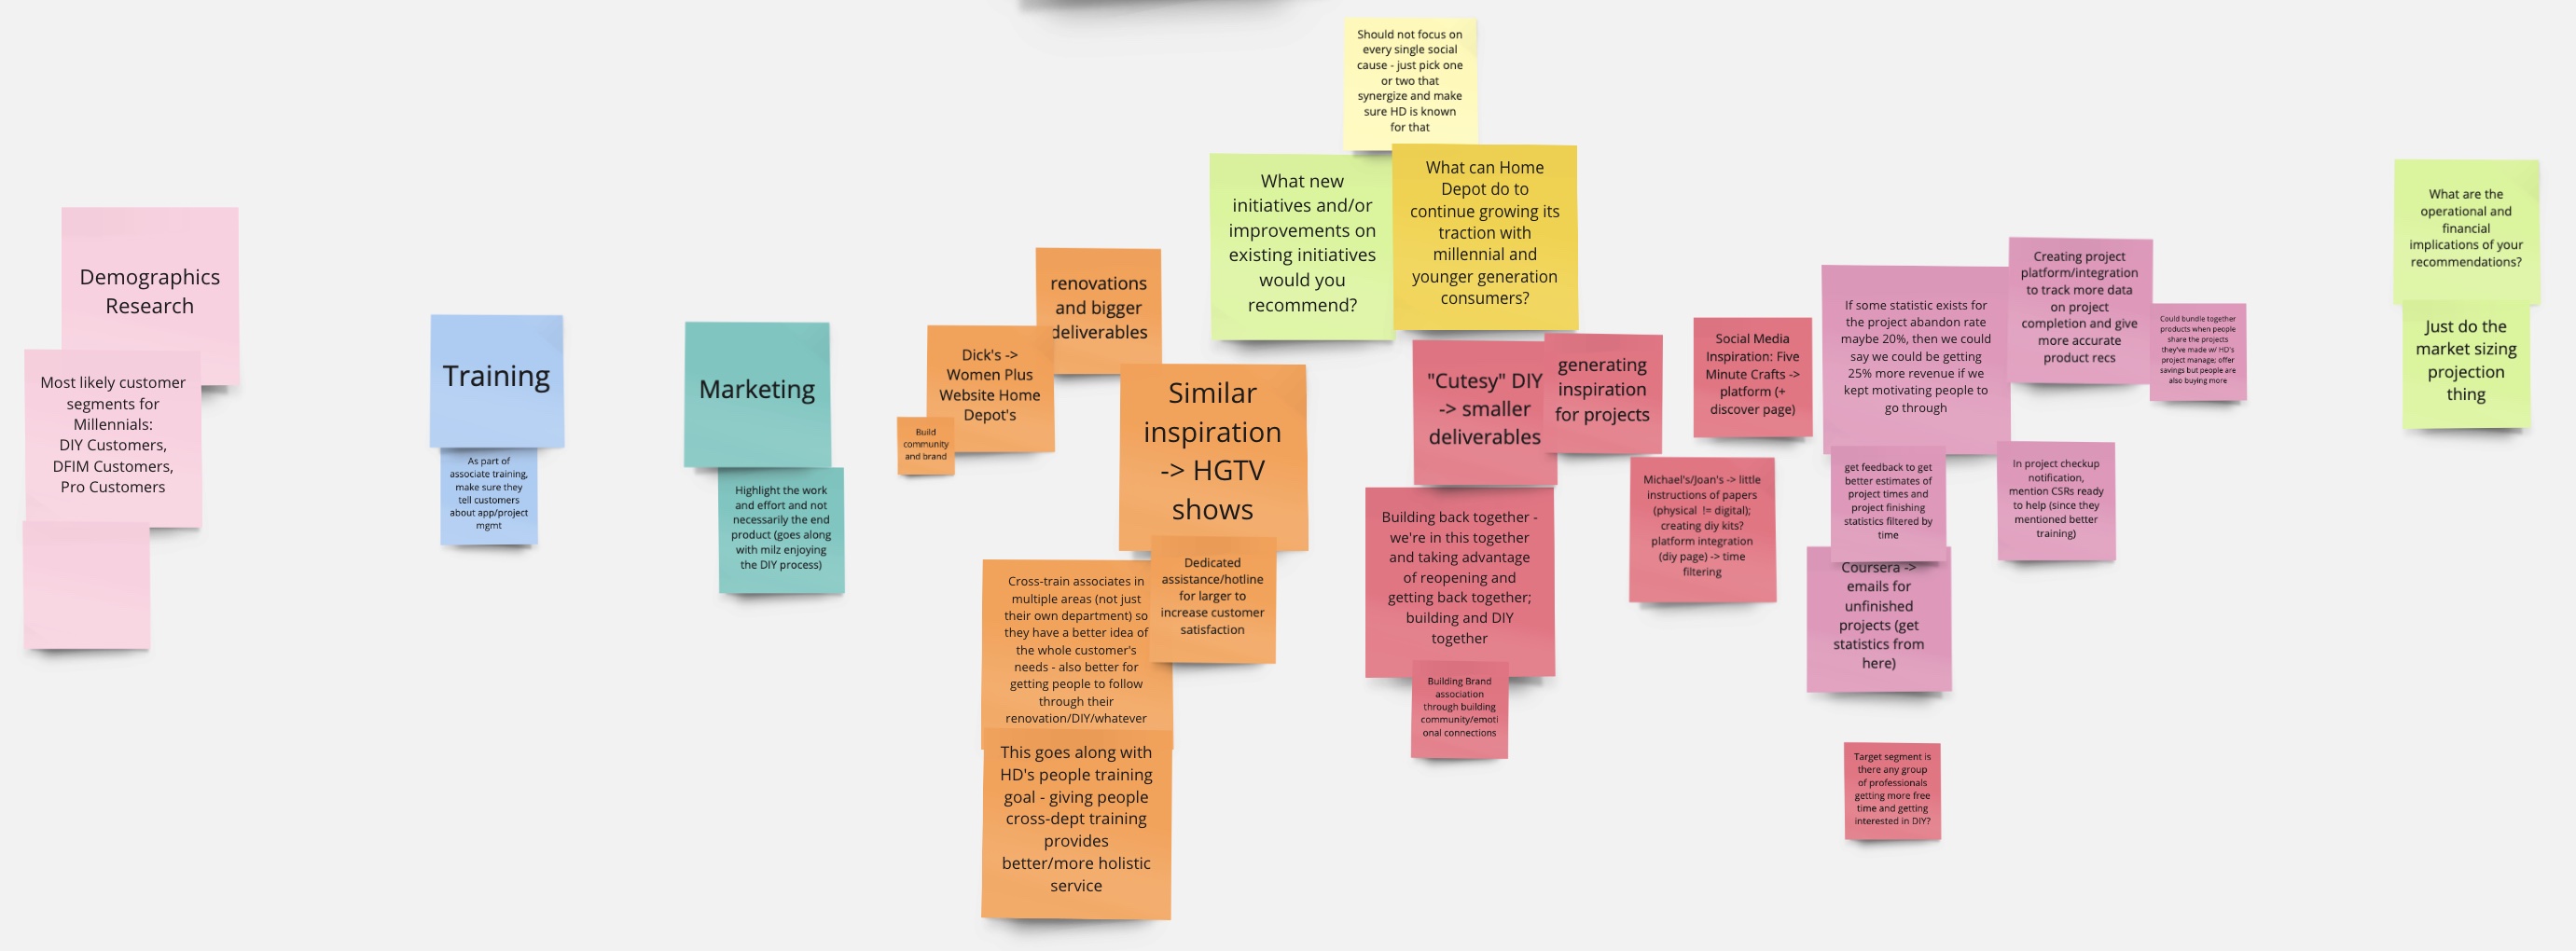 Should not focus on
every single social
cause - just pick one
or two that
synergize and make
sure HD is known
for that
What new
initiatives and/or
improvements on
existing initiatives
would you
recommend?
What can Home
Depot do to
continue growing its
traction with
millennial and
younger generation
consumers?
Demographics
Research
Most likely customer
segments for
Millennials:
DIY Customers,
DFIM Customers,
Pro Customers
Training
As part of
associate training,
make sure they
tell customers
about app/project
mgmt
Marketing
Highlight the work
and effort and not
necessarily the end
product (goes along
with milz enjoying
the DIY process)
renovations
and bigger
deliverables
Dick's ->
Women Plus
Website Home
Depot's
Build
community
and brand
Similar
inspiration
-> HGTV
shows
Dedicated
assistance/hotline
for larger to
increase customer
satisfaction
Cross-train associates in
multiple areas (not just
their own department) so
they have a better idea of
the whole customer's
needs - also better for
getting people to follow
through their
renovation/DIY/whatever
This goes along with
HD's people training
goal - giving people
cross-dept training
provides
better/more holistic
service
"Cutesy" DIY
-> smaller
deliverables
generating
inspiration
for projects
Building back together -
we're in this together
and taking advantage
of reopening and
getting back together;
building and DIY
together
Building Brand
association
through building
community/emoti
onal connections
Social Media
Inspiration: Five
Minute Crafts ->
platform (+
discover page)
Michael's/Joan's -> little
instructions of papers
(physical != digital);
creating diy kits?
platform integration
(diy page) -> time
filtering
If some statistic exists for
the project abandon rate
maybe 20%, then we could
say we could be getting
25% more revenue if we
kept motivating people to
go through
Creating project
platform/integration
to track more data
on project
completion and give
more accurate
product recs
Could bundle together
products when people
share the projects
they've made w/ HD's
project manage; offer
savings but people are
also buying more
get feedback to get
better estimates of
project times and
project finishing
statistics filtered by
time
In project checkup
notification,
mention CSRs ready
to help (since they
mentioned better
training)
Coursera ->
emails for
unfinished
projects (get
statistics from
here)
Target segment is
there any group
of professionals
getting more free
time and getting
interested in DIY?
What are the
operational and
financial
implications of your
recommendations?
Just do the
market sizing
projection
thing